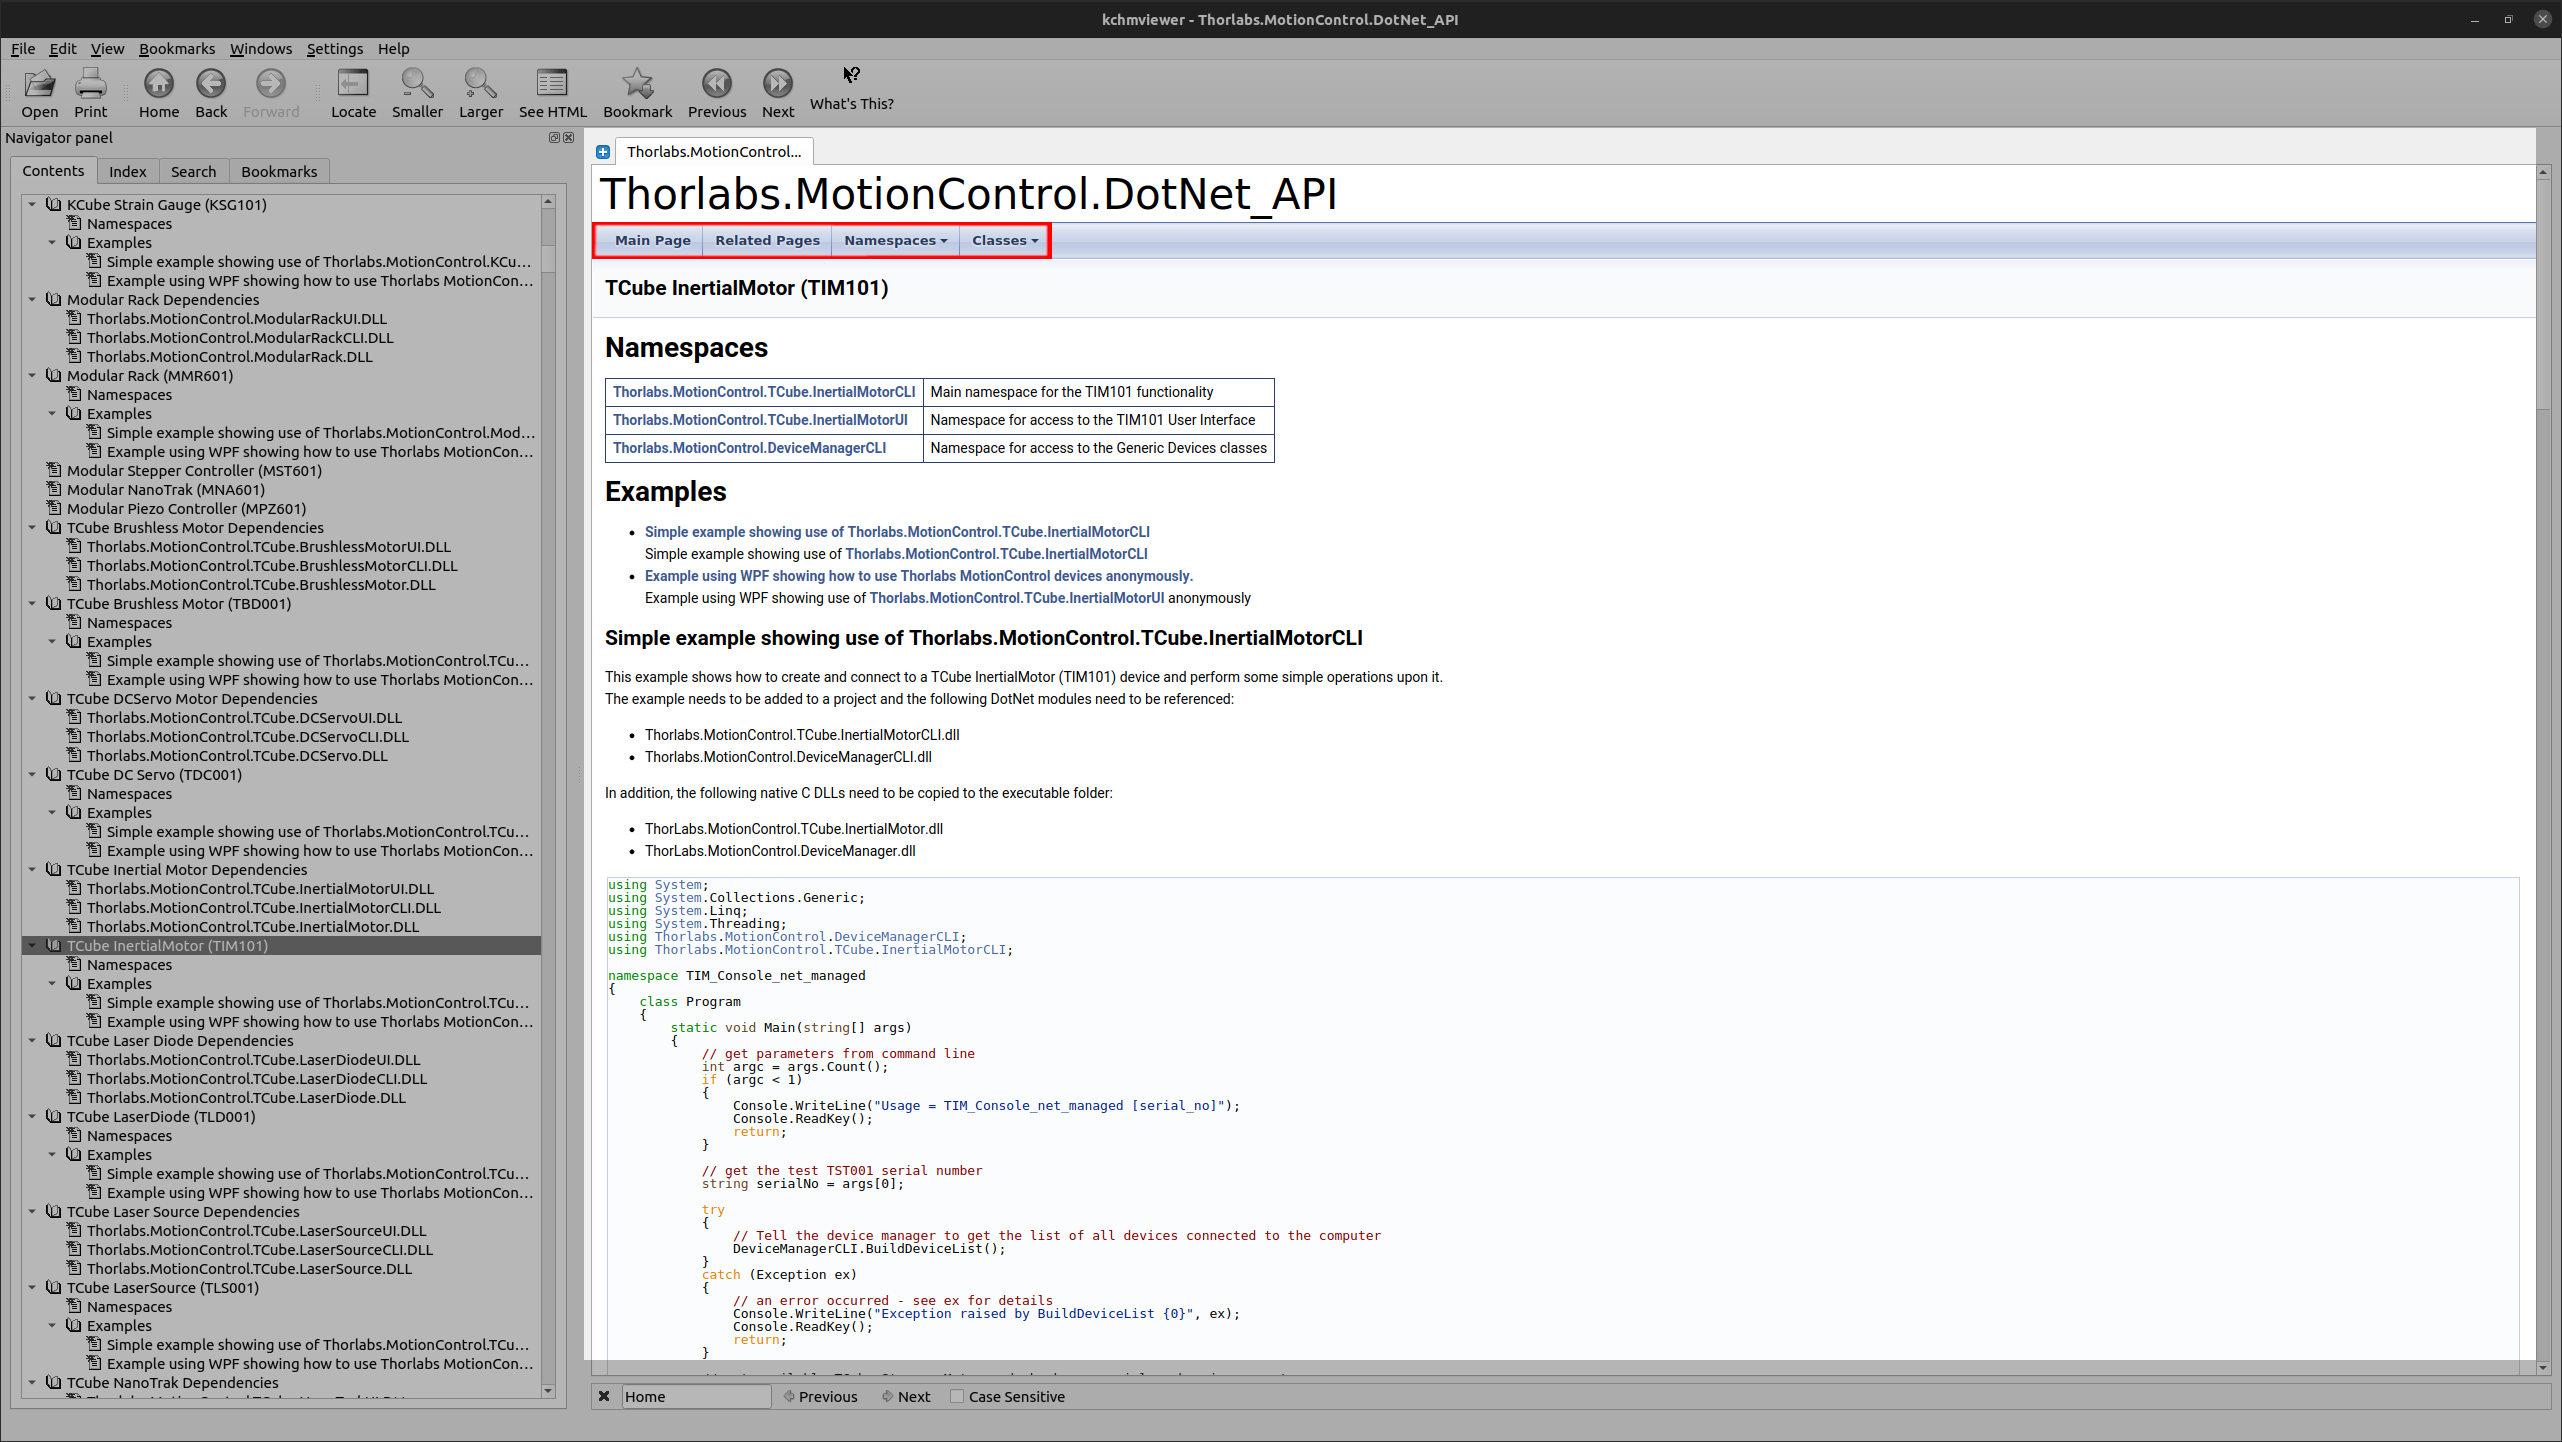 kchmviewer - Thorlabs.MotionControl.DotNet_API
File Edit View Bookmarks Windows Settings Help
Open Print Home Back Forward Locate Smaller Larger See HTML Bookmark Previous Next What's This?
Navigator panel
Contents Index Search Bookmarks
KCube Strain Gauge (KSG101)
Namespaces
Examples
Simple example showing use of Thorlabs.MotionControl.KCu...
Example using WPF showing how to use Thorlabs MotionCon...
Modular Rack Dependencies
Thorlabs.MotionControl.ModularRackUI.DLL
Thorlabs.MotionControl.ModularRackCLI.DLL
Thorlabs.MotionControl.ModularRack.DLL
Modular Rack (MMR601)
Namespaces
Examples
Simple example showing use of Thorlabs.MotionControl.Mod...
Example using WPF showing how to use Thorlabs MotionCon...
Modular Stepper Controller (MST601)
Modular NanoTrak (MNA601)
Modular Piezo Controller (MPZ601)
TCube Brushless Motor Dependencies
Thorlabs.MotionControl.TCube.BrushlessMotorUI.DLL
Thorlabs.MotionControl.TCube.BrushlessMotorCLI.DLL
Thorlabs.MotionControl.TCube.BrushlessMotor.DLL
TCube Brushless Motor (TBD001)
Namespaces
Examples
Simple example showing use of Thorlabs.MotionControl.TCu...
Example using WPF showing how to use Thorlabs MotionCon...
TCube DCServo Motor Dependencies
Thorlabs.MotionControl.TCube.DCServoUI.DLL
Thorlabs.MotionControl.TCube.DCServoCLI.DLL
Thorlabs.MotionControl.TCube.DCServo.DLL
TCube DC Servo (TDC001)
Namespaces
Examples
Simple example showing use of Thorlabs.MotionControl.TCu...
Example using WPF showing how to use Thorlabs MotionCon...
TCube Inertial Motor Dependencies
Thorlabs.MotionControl.TCube.InertialMotorUI.DLL
Thorlabs.MotionControl.TCube.InertialMotorCLI.DLL
Thorlabs.MotionControl.TCube.InertialMotor.DLL
TCube InertialMotor (TIM101)
Namespaces
Examples
Simple example showing use of Thorlabs.MotionControl.TCu...
Example using WPF showing how to use Thorlabs MotionCon...
TCube Laser Diode Dependencies
Thorlabs.MotionControl.TCube.LaserDiodeUI.DLL
Thorlabs.MotionControl.TCube.LaserDiodeCLI.DLL
Thorlabs.MotionControl.TCube.LaserDiode.DLL
TCube LaserDiode (TLD001)
Namespaces
Examples
Simple example showing use of Thorlabs.MotionControl.TCu...
Example using WPF showing how to use Thorlabs MotionCon...
TCube Laser Source Dependencies
Thorlabs.MotionControl.TCube.LaserSourceUI.DLL
Thorlabs.MotionControl.TCube.LaserSourceCLI.DLL
Thorlabs.MotionControl.TCube.LaserSource.DLL
TCube LaserSource (TLS001)
Namespaces
Examples
Simple example showing use of Thorlabs.MotionControl.TCu...
Example using WPF showing how to use Thorlabs MotionCon...
TCube NanoTrak Dependencies
Thorlabs.MotionControl...
Thorlabs.MotionControl.DotNet_API
Main Page Related Pages Namespaces Classes
TCube InertialMotor (TIM101)
Namespaces
Thorlabs.MotionControl.TCube.InertialMotorCLI Main namespace for the TIM101 functionality
Thorlabs.MotionControl.TCube.InertialMotorUI Namespace for access to the TIM101 User Interface
Thorlabs.MotionControl.DeviceManagerCLI Namespace for access to the Generic Devices classes
Examples
• Simple example showing use of Thorlabs.MotionControl.TCube.InertialMotorCLI
Simple example showing use of Thorlabs.MotionControl.TCube.InertialMotorCLI
• Example using WPF showing how to use Thorlabs MotionControl devices anonymously.
Example using WPF showing use of Thorlabs.MotionControl.TCube.InertialMotorUI anonymously
Simple example showing use of Thorlabs.MotionControl.TCube.InertialMotorCLI
This example shows how to create and connect to a TCube InertialMotor (TIM101) device and perform some simple operations upon it.
The example needs to be added to a project and the following DotNet modules need to be referenced:
• Thorlabs.MotionControl.TCube.InertialMotorCLI.dll
• Thorlabs.MotionControl.DeviceManagerCLI.dll
In addition, the following native C DLLs need to be copied to the executable folder:
• ThorLabs.MotionControl.TCube.InertialMotor.dll
• ThorLabs.MotionControl.DeviceManager.dll
using System;
using System.Collections.Generic;
using System.Linq;
using System.Threading;
using Thorlabs.MotionControl.DeviceManagerCLI;
using Thorlabs.MotionControl.TCube.InertialMotorCLI;
namespace TIM_Console_net_managed
{
class Program
{
static void Main(string[] args)
{
// get parameters from command line
int argc = args.Count();
if (argc < 1)
{
Console.WriteLine("Usage = TIM_Console_net_managed [serial_no]");
Console.ReadKey();
return;
}
// get the test TST001 serial number
string serialNo = args[0];
try
{
// Tell the device manager to get the list of all devices connected to the computer
DeviceManagerCLI.BuildDeviceList();
}
catch (Exception ex)
{
// an error occurred - see ex for details
Console.WriteLine("Exception raised by BuildDeviceList {0}", ex);
Console.ReadKey();
return;
}
Home Previous Next Case Sensitive